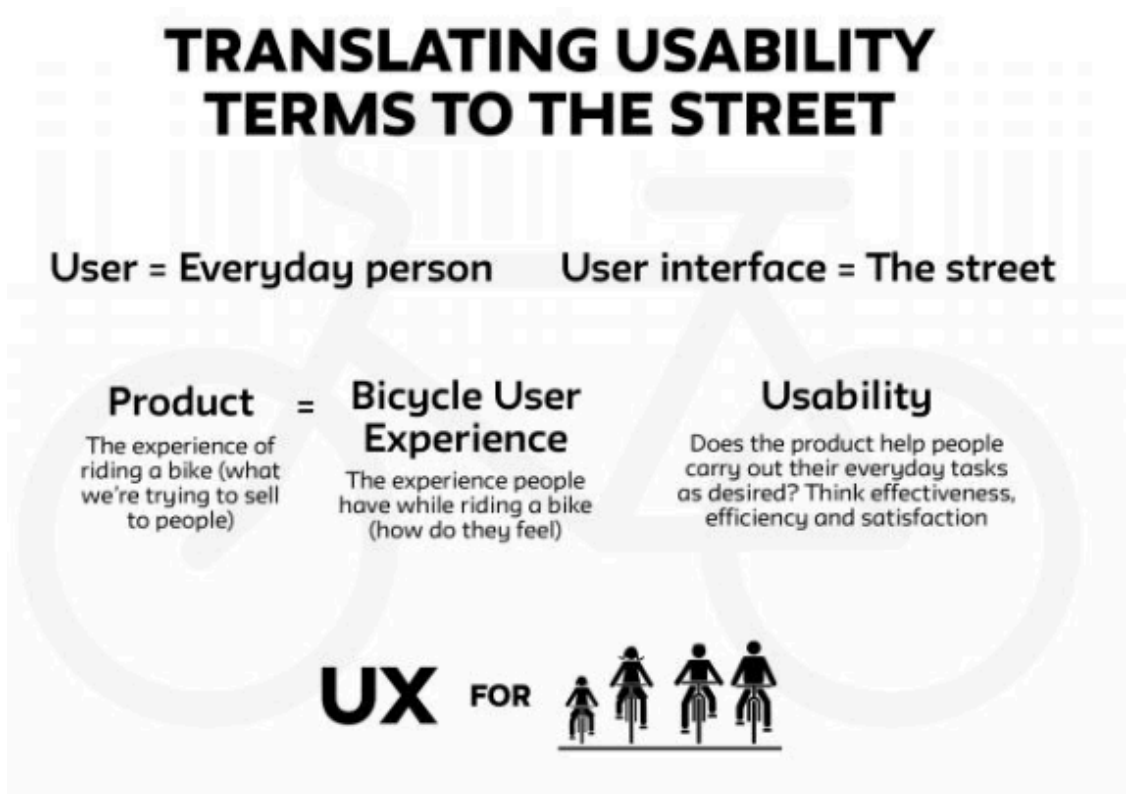 TRANSLATING USABILITY
TERMS TO THE STREET
User = Everyday person
User interface = The street
Product =
The experience of
riding a bike (what
we're trying to sell
to people)
Bicycle User
Experience
The experience people
have while riding a bike
(how do they feel)
Usability
Does the product help people
carry out their everyday tasks
as desired? Think effectiveness,
efficiency and satisfaction
UX FOR